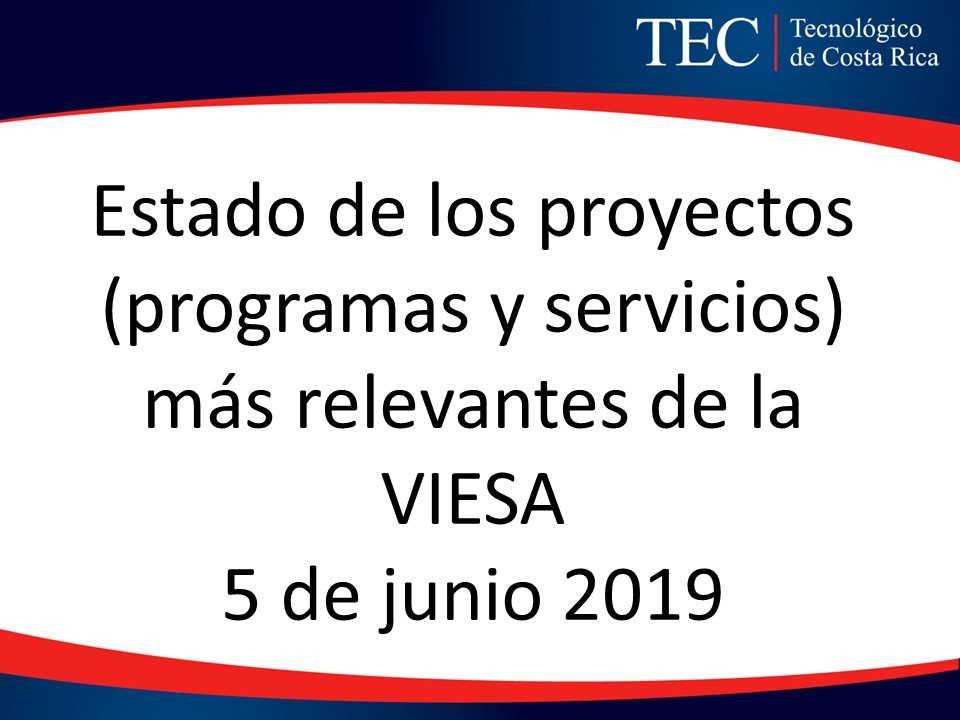 TEC | Tecnológico
de Costa Rica
Estado de los proyectos
(programas y servicios)
más relevantes de la
VIESA
5 de junio 2019